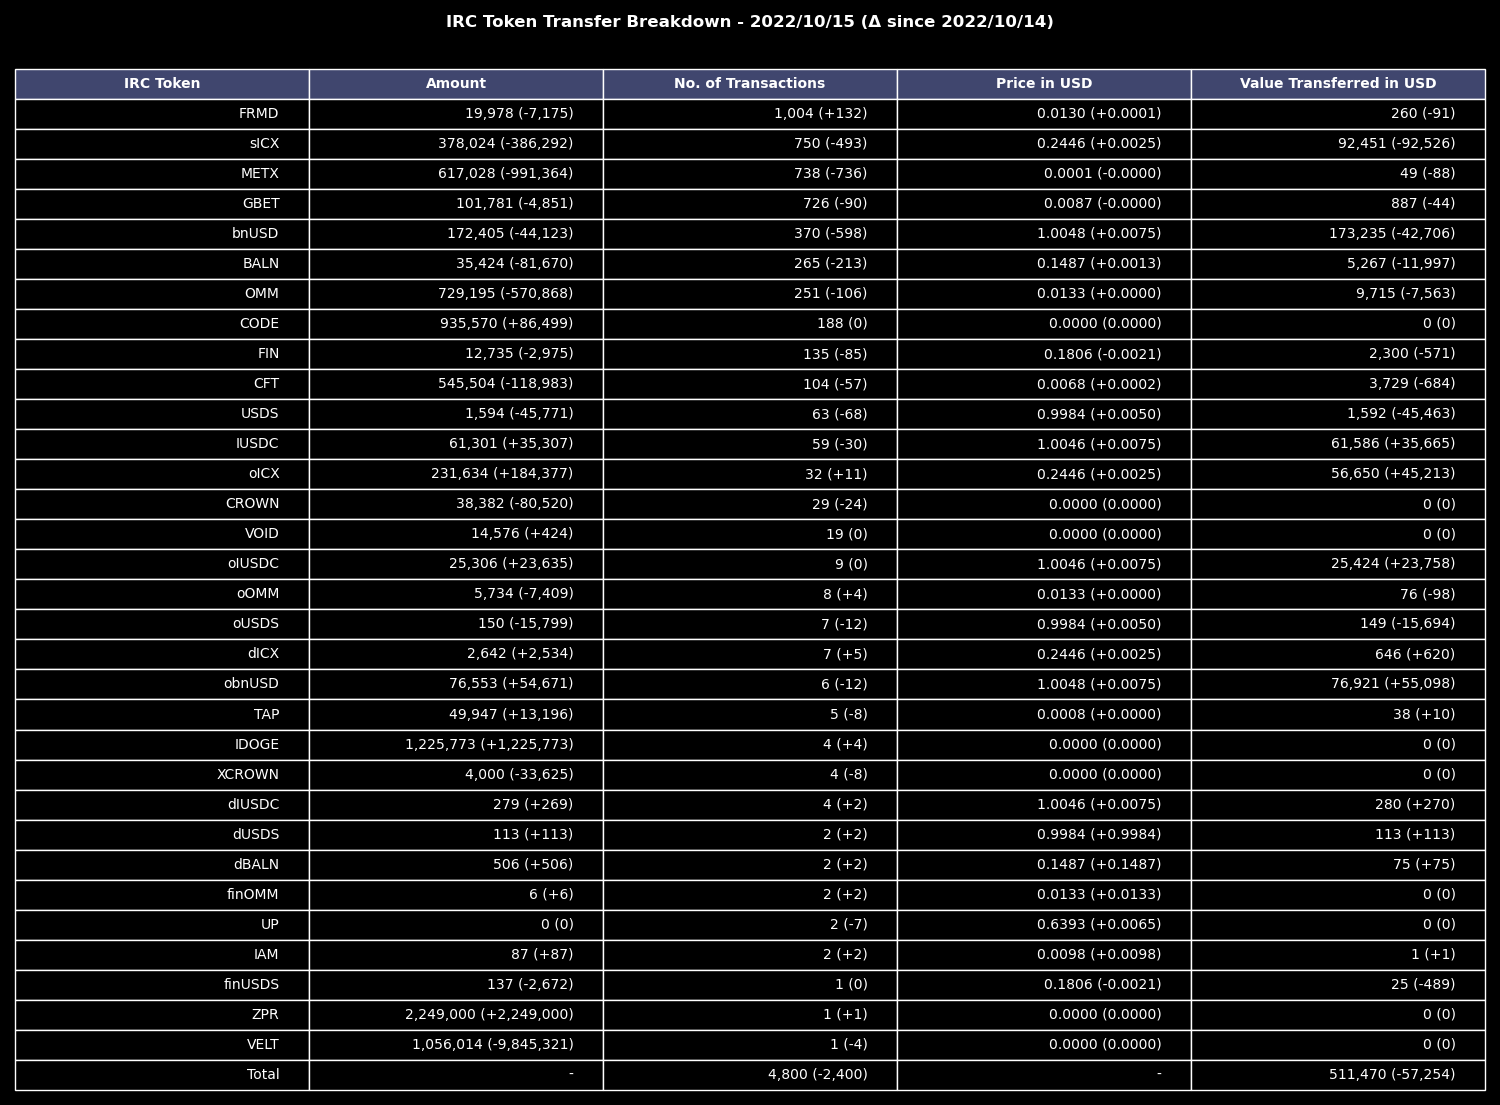 IRC Token Transfer Breakdown - 2022/10/15 (Δ since 2022/10/14)
IRC Token Amount No. of Transactions Price in USD Value Transferred in USD
FRMD 19,978 (-7,175) 1,004 (+132) 0.0130 (+0.0001) 260 (-91)
sICX 378,024 (-386,292) 750 (-493) 0.2446 (+0.0025) 92,451 (-92,526)
METX 617,028 (-991,364) 738 (-736) 0.0001 (-0.0000) 49 (-88)
GBET 101,781 (-4,851) 726 (-90) 0.0087 (-0.0000) 887 (-44)
bnUSD 172,405 (-44,123) 370 (-598) 1.0048 (+0.0075) 173,235 (-42,706)
BALN 35,424 (-81,670) 265 (-213) 0.1487 (+0.0013) 5,267 (-11,997)
OMM 729,195 (-570,868) 251 (-106) 0.0133 (+0.0000) 9,715 (-7,563)
CODE 935,570 (+86,499) 188 (0) 0.0000 (0.0000) 0 (0)
FIN 12,735 (-2,975) 135 (-85) 0.1806 (-0.0021) 2,300 (-571)
CFT 545,504 (-118,983) 104 (-57) 0.0068 (+0.0002) 3,729 (-684)
USDS 1,594 (-45,771) 63 (-68) 0.9984 (+0.0050) 1,592 (-45,463)
IUSDC 61,301 (+35,307) 59 (-30) 1.0046 (+0.0075) 61,586 (+35,665)
oICX 231,634 (+184,377) 32 (+11) 0.2446 (+0.0025) 56,650 (+45,213)
CROWN 38,382 (-80,520) 29 (-24) 0.0000 (0.0000) 0 (0)
VOID 14,576 (+424) 19 (0) 0.0000 (0.0000) 0 (0)
oIUSDC 25,306 (+23,635) 9 (0) 1.0046 (+0.0075) 25,424 (+23,758)
oOMM 5,734 (-7,409) 8 (+4) 0.0133 (+0.0000) 76 (-98)
oUSDS 150 (-15,799) 7 (-12) 0.9984 (+0.0050) 149 (-15,694)
dICX 2,642 (+2,534) 7 (+5) 0.2446 (+0.0025) 646 (+620)
obnUSD 76,553 (+54,671) 6 (-12) 1.0048 (+0.0075) 76,921 (+55,098)
TAP 49,947 (+13,196) 5 (-8) 0.0008 (+0.0000) 38 (+10)
IDOGE 1,225,773 (+1,225,773) 4 (+4) 0.0000 (0.0000) 0 (0)
XCROWN 4,000 (-33,625) 4 (-8) 0.0000 (0.0000) 0 (0)
dIUSDC 279 (+269) 4 (+2) 1.0046 (+0.0075) 280 (+270)
dUSDS 113 (+113) 2 (+2) 0.9984 (+0.9984) 113 (+113)
dBALN 506 (+506) 2 (+2) 0.1487 (+0.1487) 75 (+75)
finOMM 6 (+6) 2 (+2) 0.0133 (+0.0133) 0 (0)
UP 0 (0) 2 (-7) 0.6393 (+0.0065) 0 (0)
IAM 87 (+87) 2 (+2) 0.0098 (+0.0098) 1 (+1)
finUSDS 137 (-2,672) 1 (0) 0.1806 (-0.0021) 25 (-489)
ZPR 2,249,000 (+2,249,000) 1 (+1) 0.0000 (0.0000) 0 (0)
VELT 1,056,014 (-9,845,321) 1 (-4) 0.0000 (0.0000) 0 (0)
Total - 4,800 (-2,400) - 511,470 (-57,254)